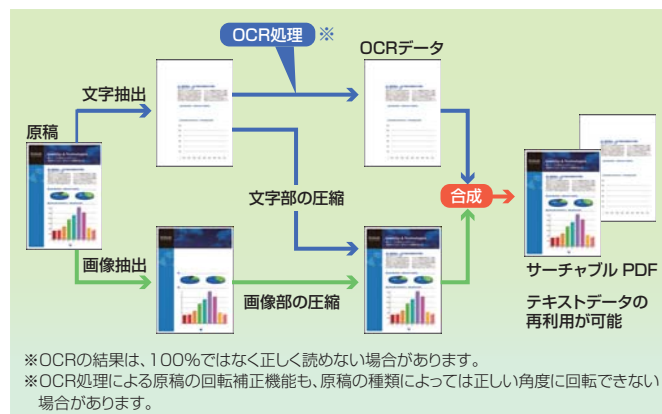 OCR処理 ※
OCRデータ
文字抽出
原稿
文字部の圧縮
合成
画像抽出
画像部の圧縮
サーチャブル PDF
テキストデータの
再利用が可能
※OCRの結果は、100%ではなく正しく読めない場合があります。
※OCR処理による原稿の回転補正機能も、原稿の種類によっては正しい角度に回転できない
場合があります。